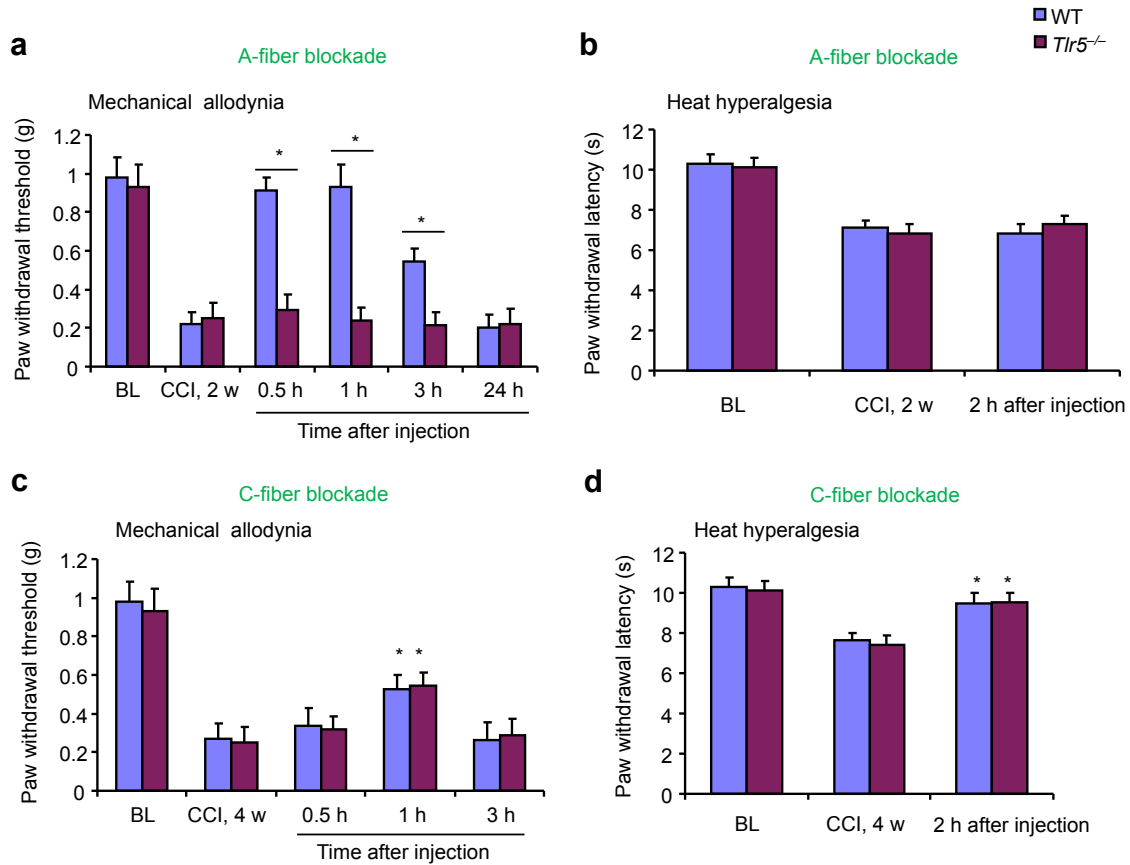 WT
Tlr5–/–
a
A-fiber blockade
Mechanical allodynia
Paw withdrawal threshold (g)
1.2
1
0.8
0.6
0.4
0.2
0
* * *
BL CCI, 2 w 0.5 h 1 h 3 h 24 h
Time after injection
b
A-fiber blockade
Heat hyperalgesia
Paw withdrawal latency (s)
12
10
8
6
4
2
0
BL CCI, 2 w 2 h after injection
c
C-fiber blockade
Mechanical allodynia
Paw withdrawal threshold (g)
1.2
1
0.8
0.6
0.4
0.2
0
* *
BL CCI, 4 w 0.5 h 1 h 3 h
Time after injection
d
C-fiber blockade
Heat hyperalgesia
Paw withdrawal latency (s)
12
10
8
6
4
2
0
* *
BL CCI, 4 w 2 h after injection